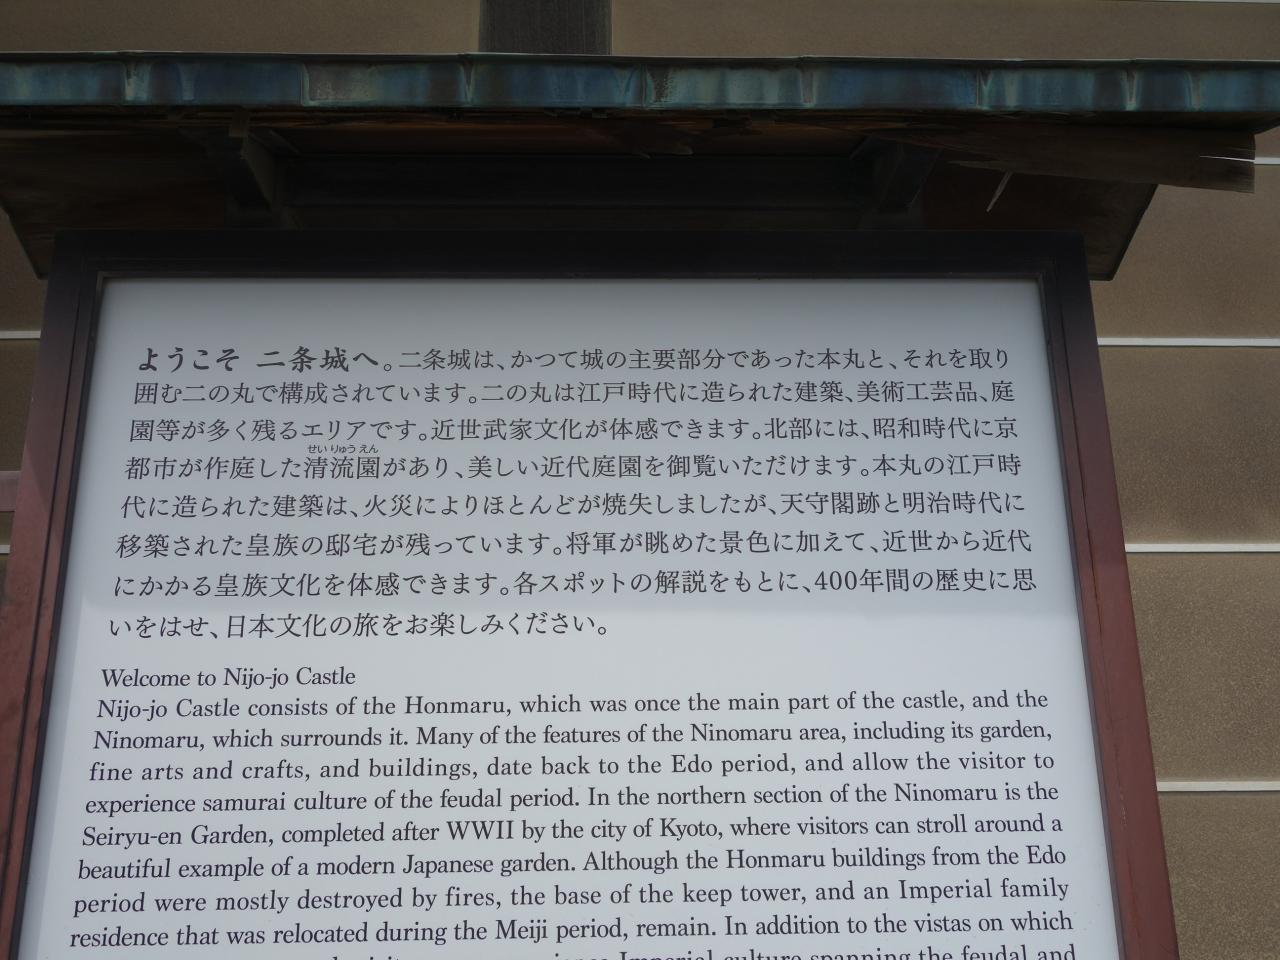 ようこそ 二条城へ。二条城は、かつて城の主要部分であった本丸と、それを取り
囲む二の丸で構成されています。二の丸は江戸時代に造られた建築、美術工芸品、庭
園等が多く残るエリアです。近世武家文化が体感できます。北部には、昭和時代に京
せいりゅうえん
都市が作庭した清流園があり、美しい近代庭園を御覧いただけます。本丸の江戸時
代に造られた建築は、火災によりほとんどが焼失しましたが、天守閣跡と明治時代に
移築された皇族の邸宅が残っています。将軍が眺めた景色に加えて、近世から近代
にかかる皇族文化を体感できます。各スポットの解説をもとに、400年間の歴史に思
いをはせ、日本文化の旅をお楽しみください。
Welcome to Nijo-jo Castle
Nijo-jo Castle consists of the Honmaru, which was once the main part of the castle, and the
Ninomaru, which surrounds it. Many of the features of the Ninomaru area, including its garden,
fine arts and crafts, and buildings, date back to the Edo period, and allow the visitor to
experience samurai culture of the feudal period. In the northern section of the Ninomaru is the
Seiryu-en Garden, completed after WWII by the city of Kyoto, where visitors can stroll around a
beautiful example of a modern Japanese garden. Although the Honmaru buildings from the Edo
period were mostly destroyed by fires, the base of the keep tower, and an Imperial family
residence that was relocated during the Meiji period, remain. In addition to the vistas on which
Imperial culture spanning the feudal and